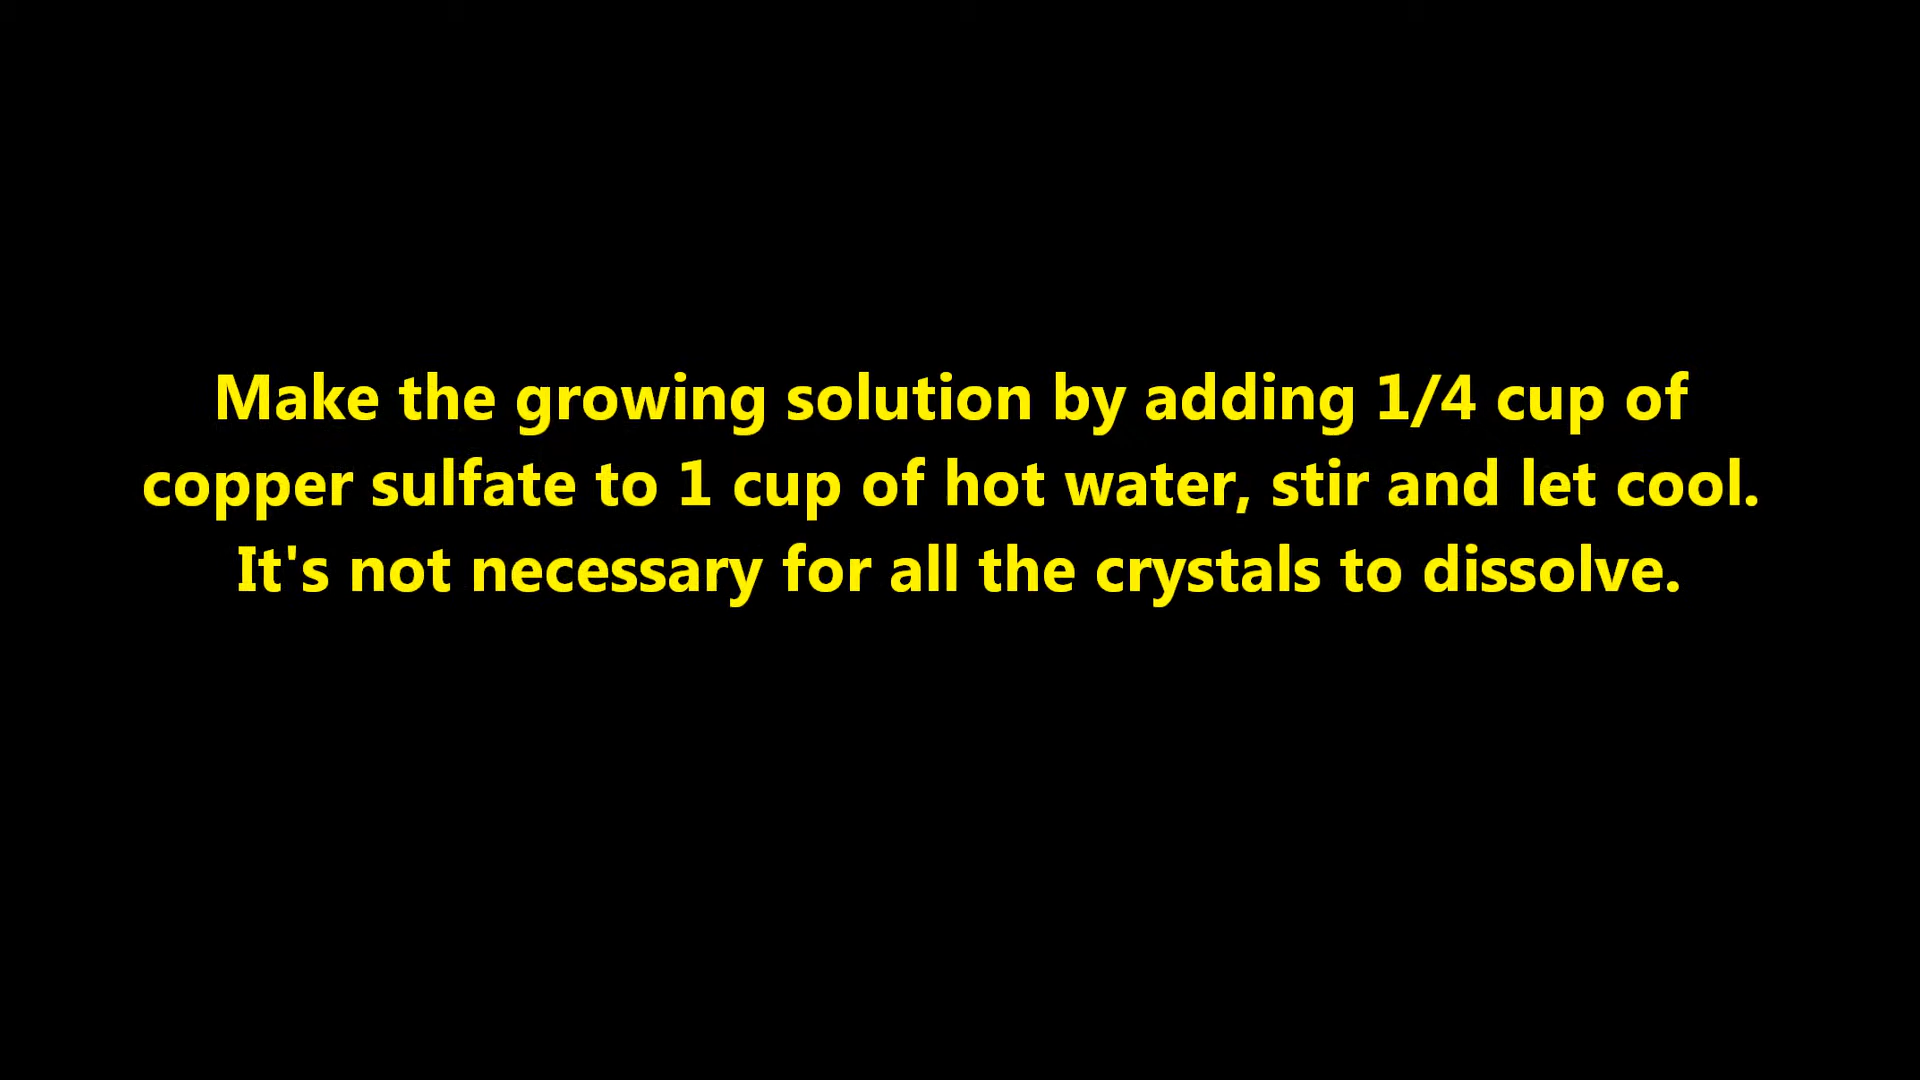 Make the growing solution by adding 1/4 cup of
copper sulfate to 1 cup of hot water, stir and let cool.
It's not necessary for all the crystals to dissolve.